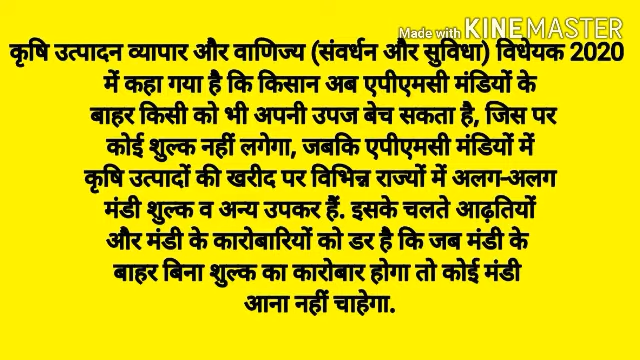 Made with KINEMASTER
कृषि उत्पादन व्यापार और वाणिज्य (संवर्धन और सुविधा) विधेयक 2020
में कहा गया है कि किसान अब एपीएमसी मंडियों के
बाहर किसी को भी अपनी उपज बेच सकता है, जिस पर
कोई शुल्क नहीं लगेगा, जबकि एपीएमसी मंडियों में
कृषि उत्पादों की खरीद पर विभिन्न राज्यों में अलग-अलग
मंडी शुल्क व अन्य उपकर हैं. इसके चलते आढ़तियों
और मंडी के कारोबारियों को डर है कि जब मंडी के
बाहर बिना शुल्क का कारोबार होगा तो कोई मंडी
आना नहीं चाहेगा.